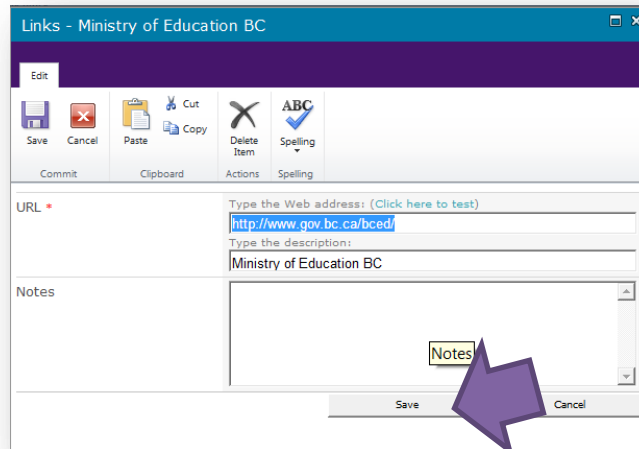 Links - Ministry of Education BC
Edit
Save
Cancel
Paste
Cut
Copy
Delete
Item
ABC
Spelling
Commit
Clipboard
Actions
Spelling
URL *
Type the Web address: (Click here to test)
http://www.gov.bc.ca/bced/
Type the description:
Ministry of Education BC
Notes
Notes
Save
Cancel